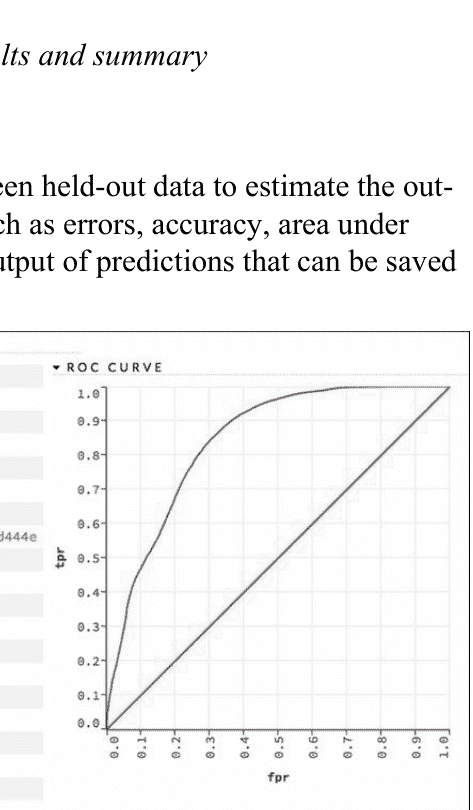 lts and summary
een held-out data to estimate the out-
ch as errors, accuracy, area under
utput of predictions that can be saved
ROC CURVE
1.0
0.9
0.8
0.7
0.6
d444e
tpr
0.5
0.4
0.3
0.2
0.1
0.0
0.0 0.1 0.2 0.3 0.4 0.5 0.6 0.7 0.8 0.9 1.0
fpr